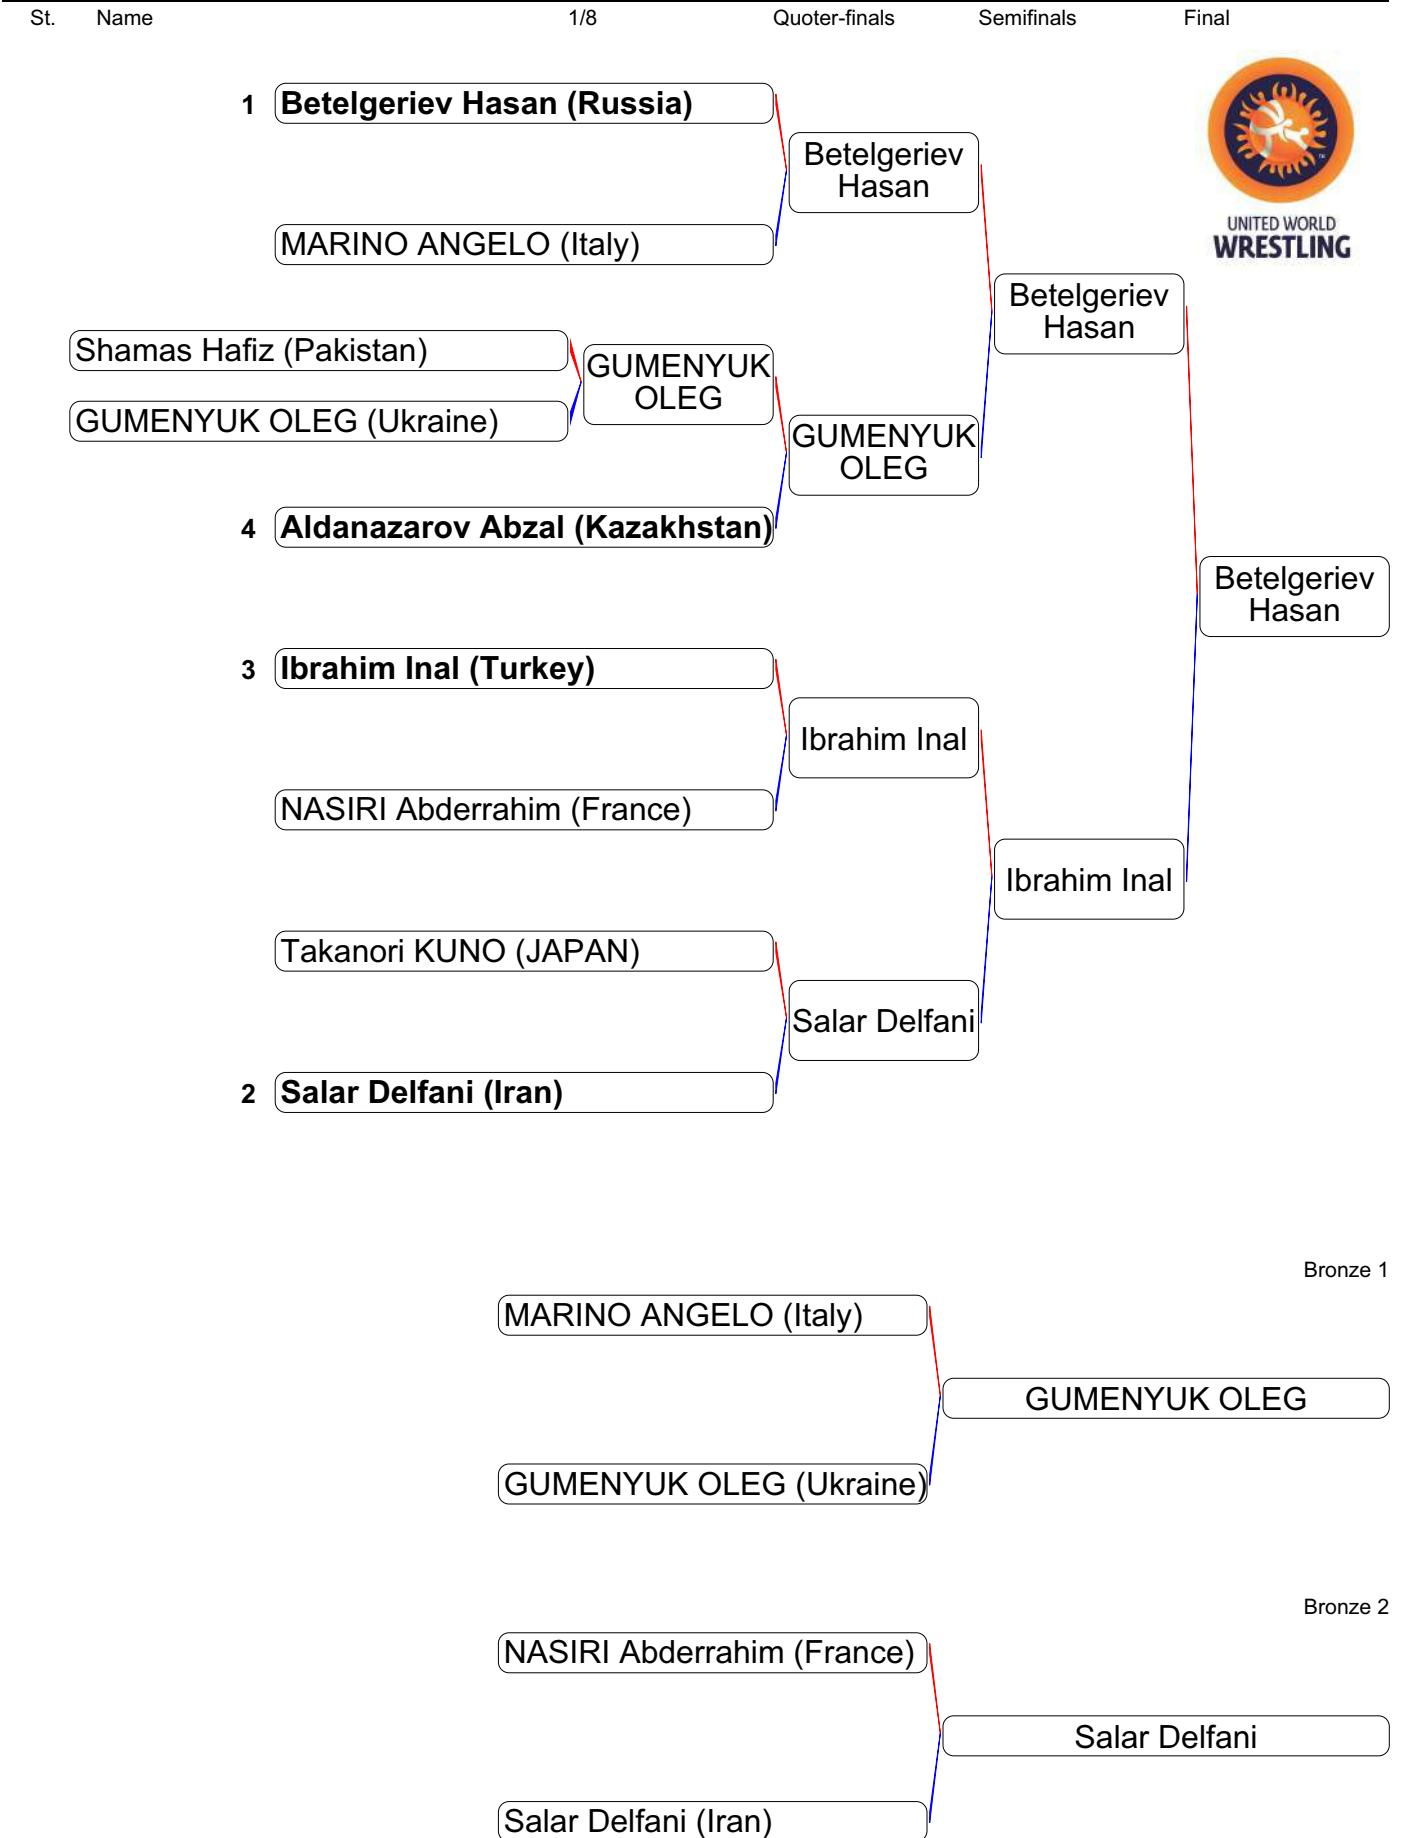 St. Name 1/8 Quoter-finals Semifinals Final
1 Betelgeriev Hasan (Russia)
Betelgeriev
Hasan
UNITED WORLD
WRESTLING
MARINO ANGELO (Italy)
Betelgeriev
Hasan
Shamas Hafiz (Pakistan)
GUMENYUK
OLEG
GUMENYUK OLEG (Ukraine)
GUMENYUK
OLEG
4 Aldanazarov Abzal (Kazakhstan)
Betelgeriev
Hasan
3 Ibrahim Inal (Turkey)
Ibrahim Inal
NASIRI Abderrahim (France)
Ibrahim Inal
Takanori KUNO (JAPAN)
Salar Delfani
2 Salar Delfani (Iran)
Bronze 1
MARINO ANGELO (Italy)
GUMENYUK OLEG
GUMENYUK OLEG (Ukraine)
Bronze 2
NASIRI Abderrahim (France)
Salar Delfani
Salar Delfani (Iran)